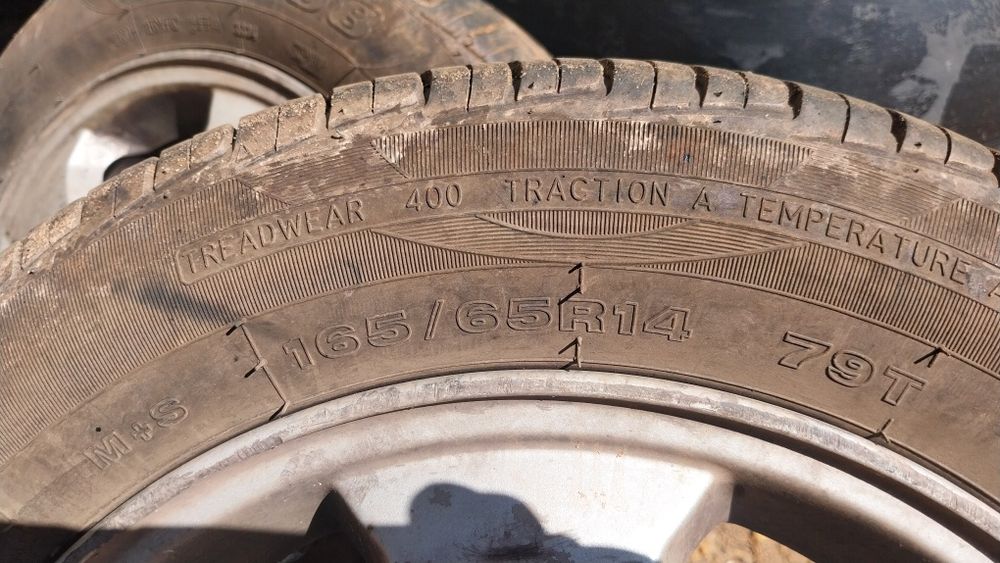 TREADWEAR 400 TRACTION A TEMPERATURE
165/65R14 79T
M+S